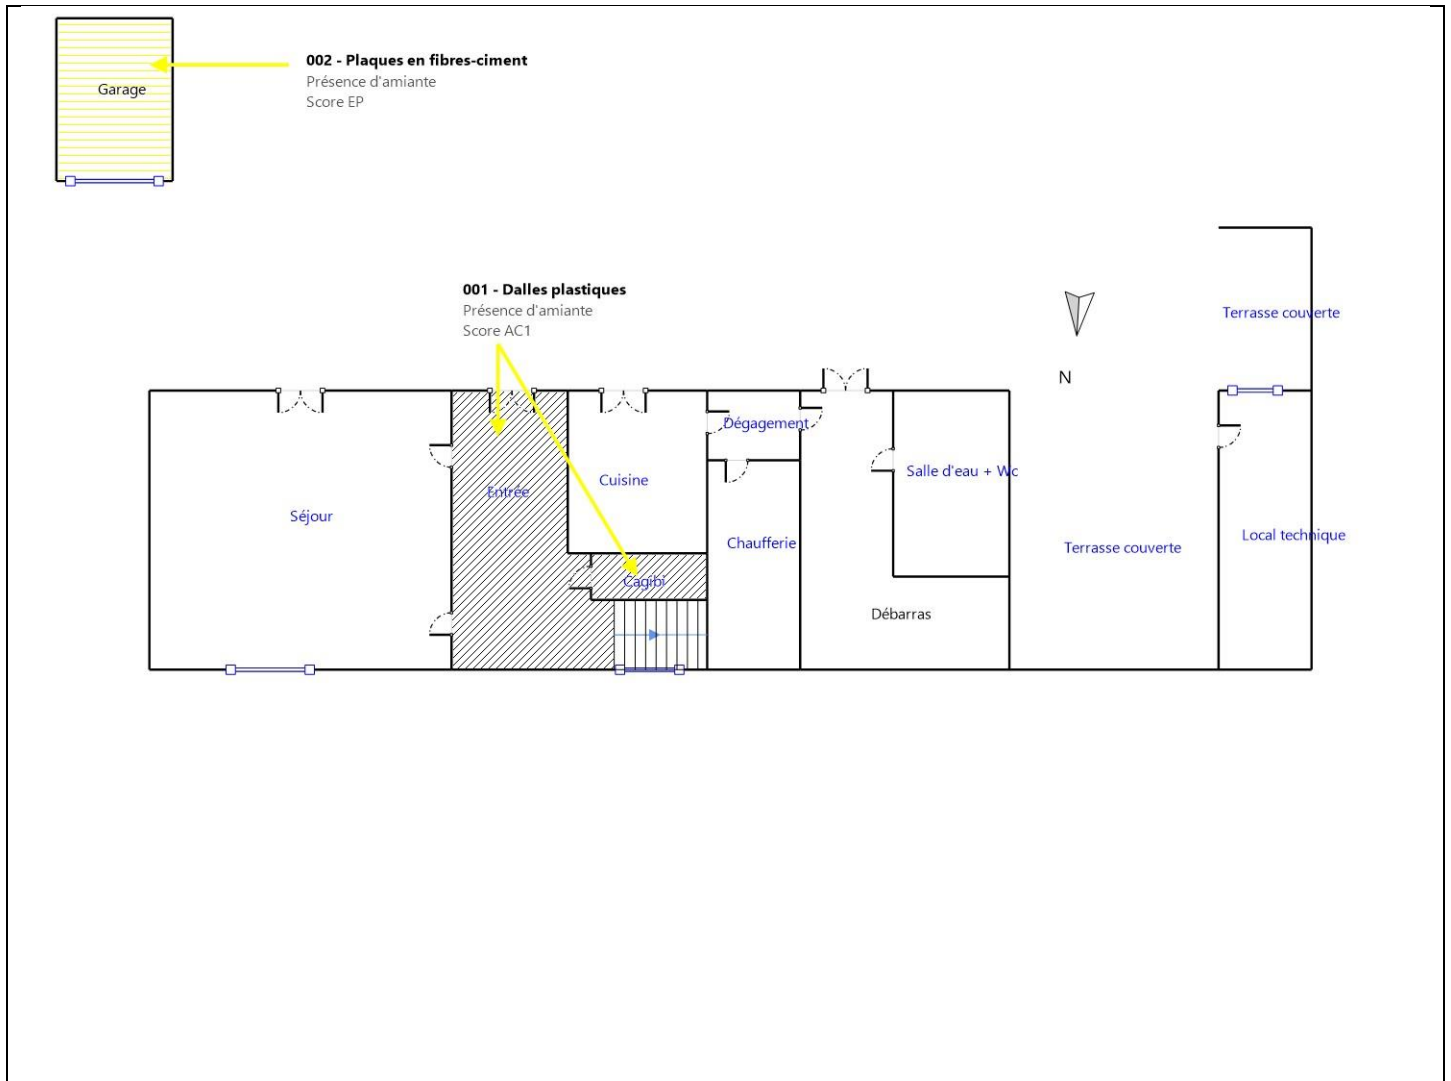 002 - Plaques en fibres-ciment
Présence d'amiante
Score EP
Garage
001 - Dalles plastiques
Présence d'amiante
Score AC1
Terrasse couverte
N
Dégagement
Salle d'eau + Wc
Cuisine
Entrée
Séjour
Local technique
Chaufferie
Terrasse couverte
Cagibi
Débarras